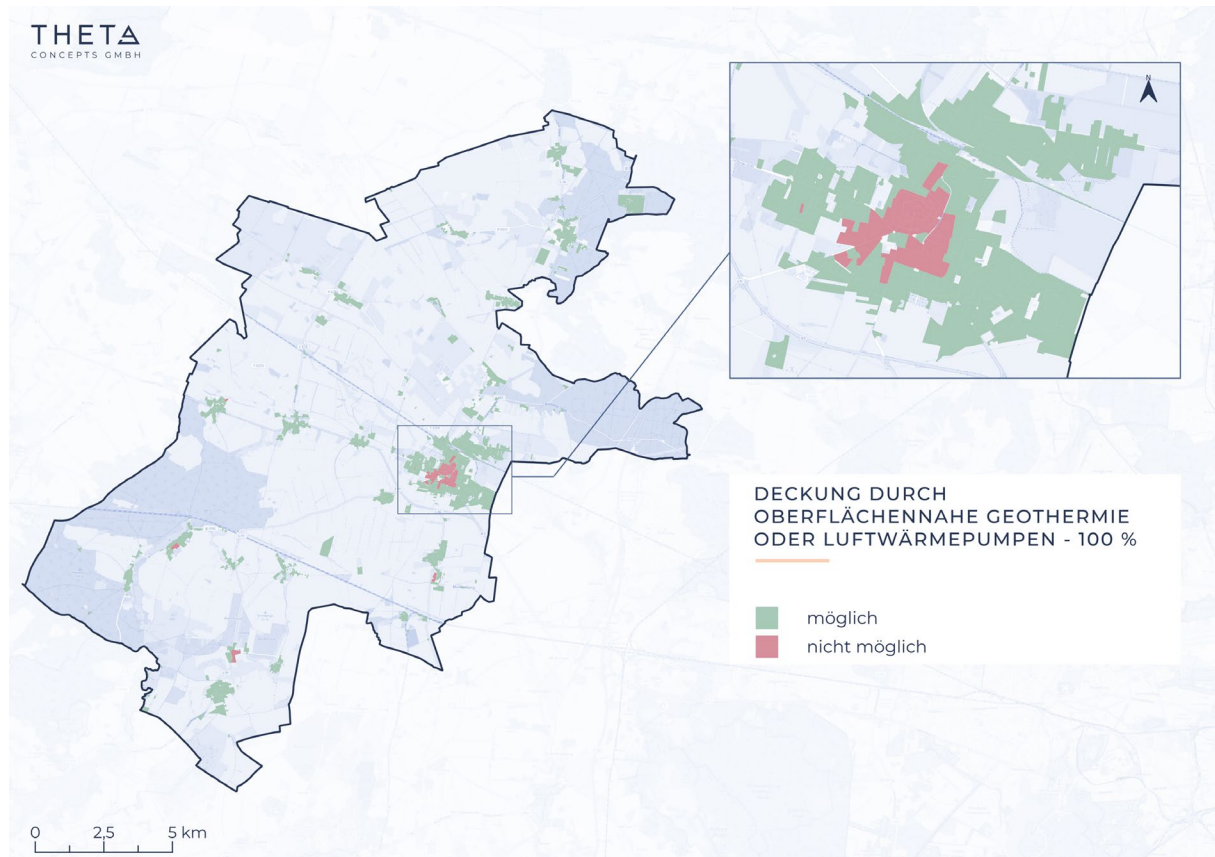 THETA
CONCEPTS GMBH
N
DECKUNG DURCH
OBERFLÄCHENNAHE GEOTHERMIE
ODER LUFTWÄRMEPUMPEN - 100 %
möglich
nicht möglich
0 2,5 5 km